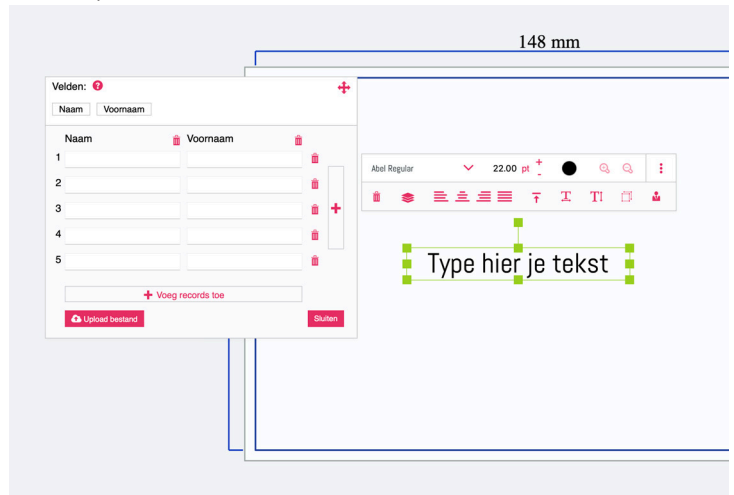 148 mm
Velden: ?
Naam Voornaam
Naam Voornaam
1
2
3
4
5
+ Voeg records toe
Upload bestand Sluiten
Abel Regular 22.00 pt + -
Type hier je tekst